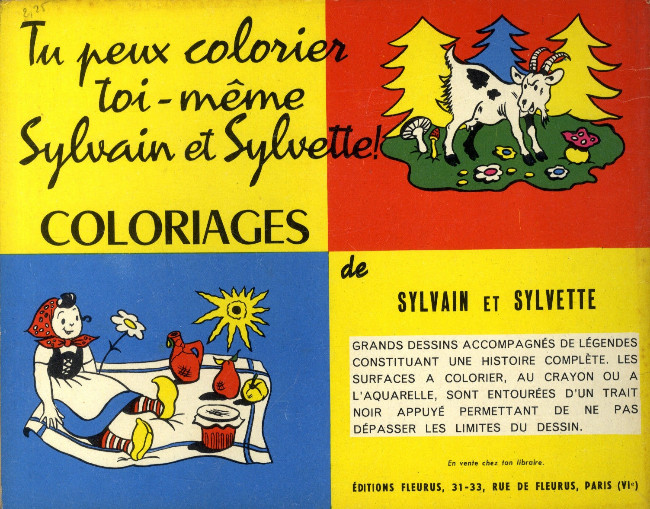 2,25
Tu peux colorier
toi-même
Sylvain et Sylvette!
COLORIAGES
de
SYLVAIN ET SYLVETTE
GRANDS DESSINS ACCOMPAGNÉS DE LÉGENDES
CONSTITUANT UNE HISTOIRE COMPLÈTE. LES
SURFACES A COLORIER, AU CRAYON OU A
L'AQUARELLE, SONT ENTOURÉES D'UN TRAIT
NOIR APPUYÉ PERMETTANT DE NE PAS
DÉPASSER LES LIMITES DU DESSIN.
En vente chez ton libraire.
ÉDITIONS FLEURUS, 31-33, RUE DE FLEURUS, PARIS (VIe)